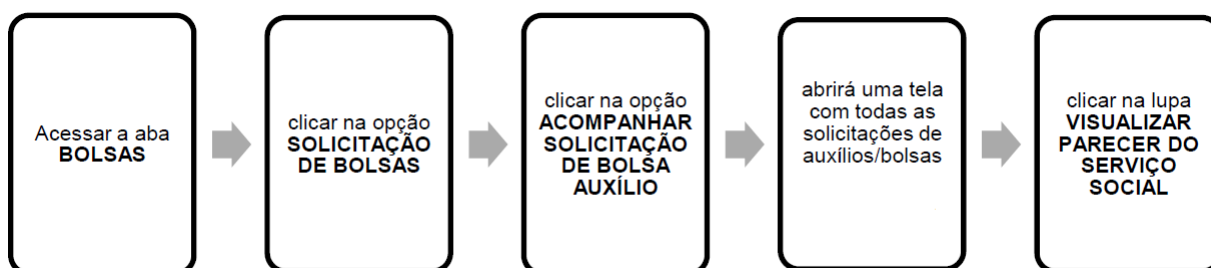 Acessar a aba
BOLSAS
clicar na opção
SOLICITAÇÃO
DE BOLSAS
clicar na opção
ACOMPANHAR
SOLICITAÇÃO
DE BOLSA
AUXÍLIO
abrirá uma tela
com todas as
solicitações de
auxílios/bolsas
clicar na lupa
VISUALIZAR
PARECER DO
SERVIÇO
SOCIAL